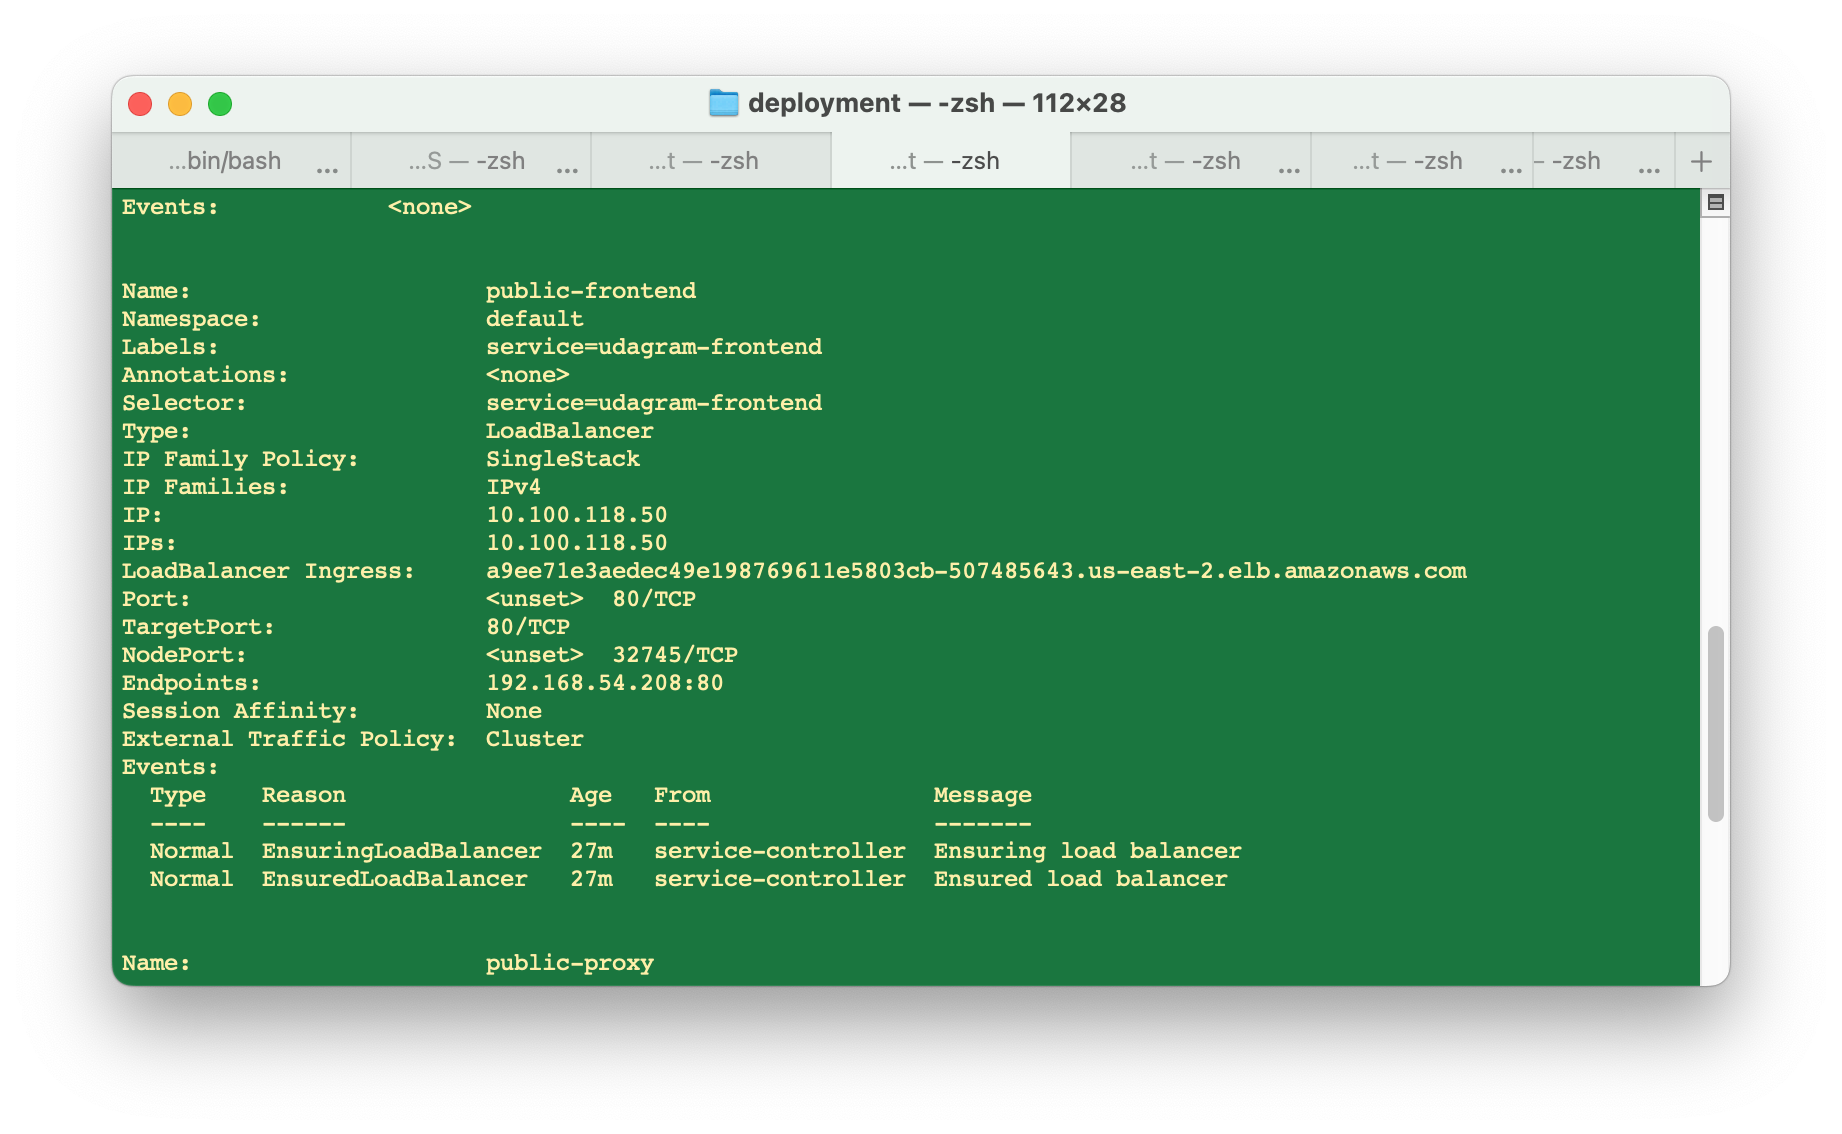 deployment — -zsh — 112×28
...bin/bash ... ...S — -zsh ... ...t — -zsh ...t — -zsh ...t — -zsh ... ...t — -zsh ... – -zsh ... +
Events:            <none>
Name:                     public-frontend
Namespace:                default
Labels:                   service=udagram-frontend
Annotations:              <none>
Selector:                 service=udagram-frontend
Type:                     LoadBalancer
IP Family Policy:         SingleStack
IP Families:              IPv4
IP:                       10.100.118.50
IPs:                      10.100.118.50
LoadBalancer Ingress:     a9ee71e3aedec49e198769611e5803cb-507485643.us-east-2.elb.amazonaws.com
Port:                     <unset>  80/TCP
TargetPort:               80/TCP
NodePort:                 <unset>  32745/TCP
Endpoints:                192.168.54.208:80
Session Affinity:         None
External Traffic Policy:  Cluster
Events:
  Type    Reason                Age   From                Message
  ----    ------                ----  ----                -------
  Normal  EnsuringLoadBalancer  27m   service-controller  Ensuring load balancer
  Normal  EnsuredLoadBalancer   27m   service-controller  Ensured load balancer
Name:                     public-proxy